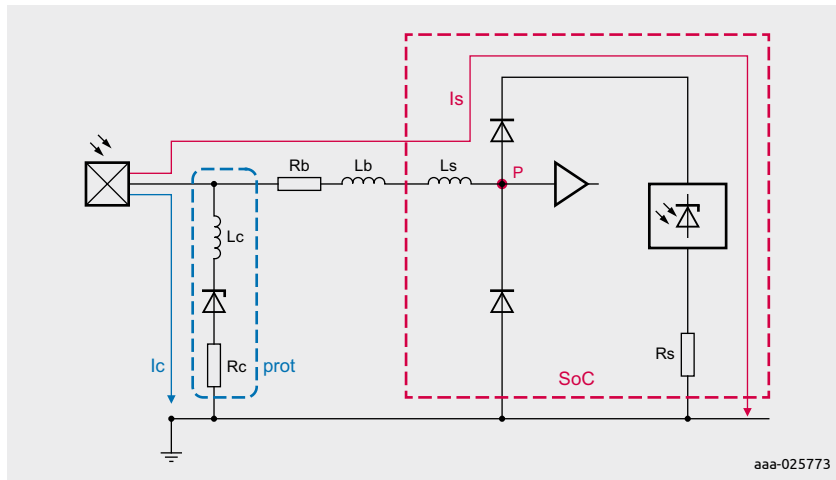 Is
Rb
Lb
Ls
P
Lc
Ic
Rc
prot
Rs
SoC
aaa-025773